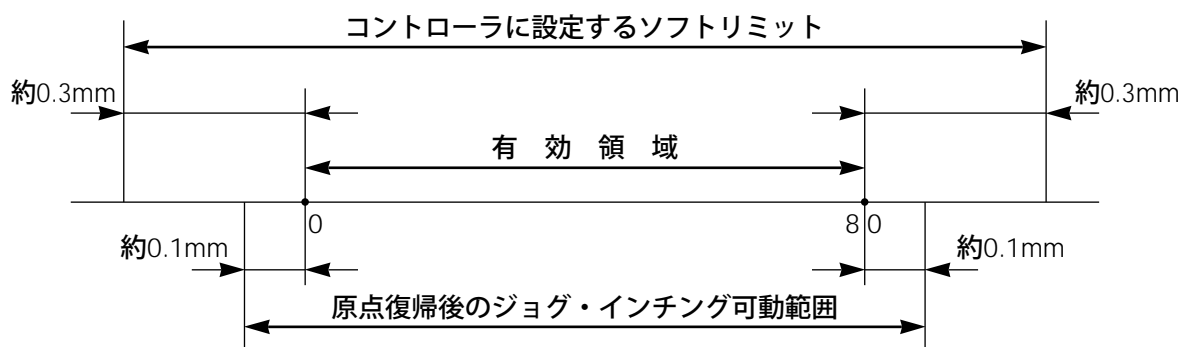 コントローラに設定するソフトリミット
約0.3mm
約0.3mm
有 効 領 域
0
80
約0.1mm
約0.1mm
原点復帰後のジョグ・インチング可動範囲